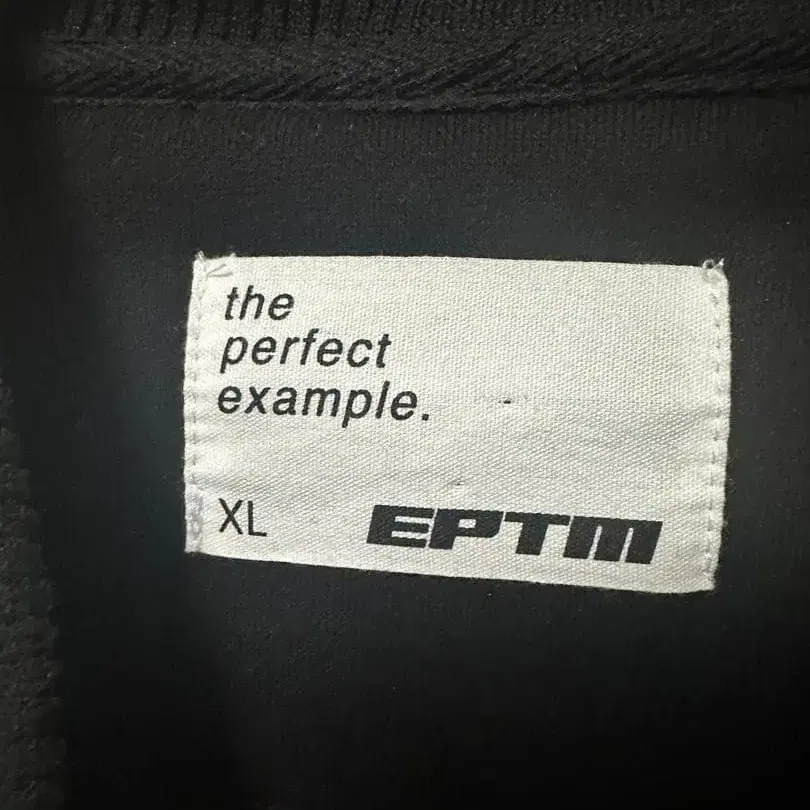 the
perfect
example.
XL EPTM